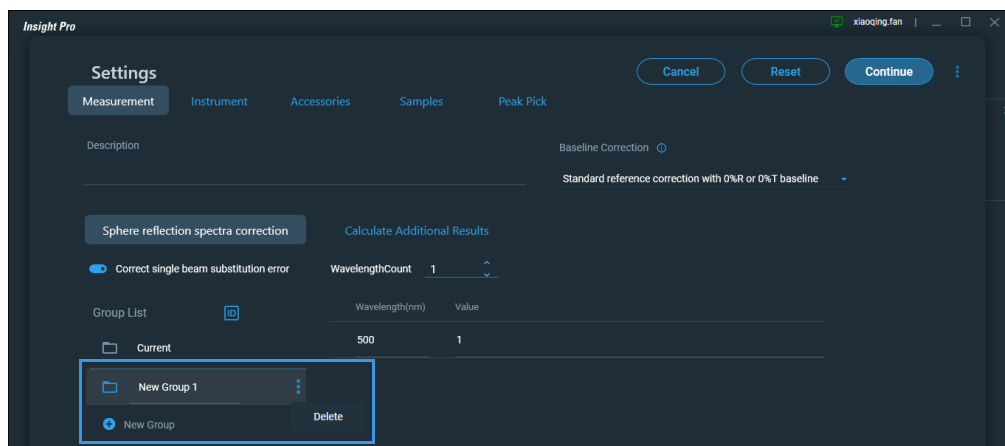 Insight Pro
xiaoqing.fan
Settings
Cancel
Reset
Continue
Measurement
Instrument
Accessories
Samples
Peak Pick
Description
Baseline Correction
Standard reference correction with 0%R or 0%T baseline
Sphere reflection spectra correction
Calculate Additional Results
Correct single beam substitution error
WavelengthCount 1
Group List
ID
Wavelength(nm) Value
Current
500 1
New Group 1
New Group
Delete